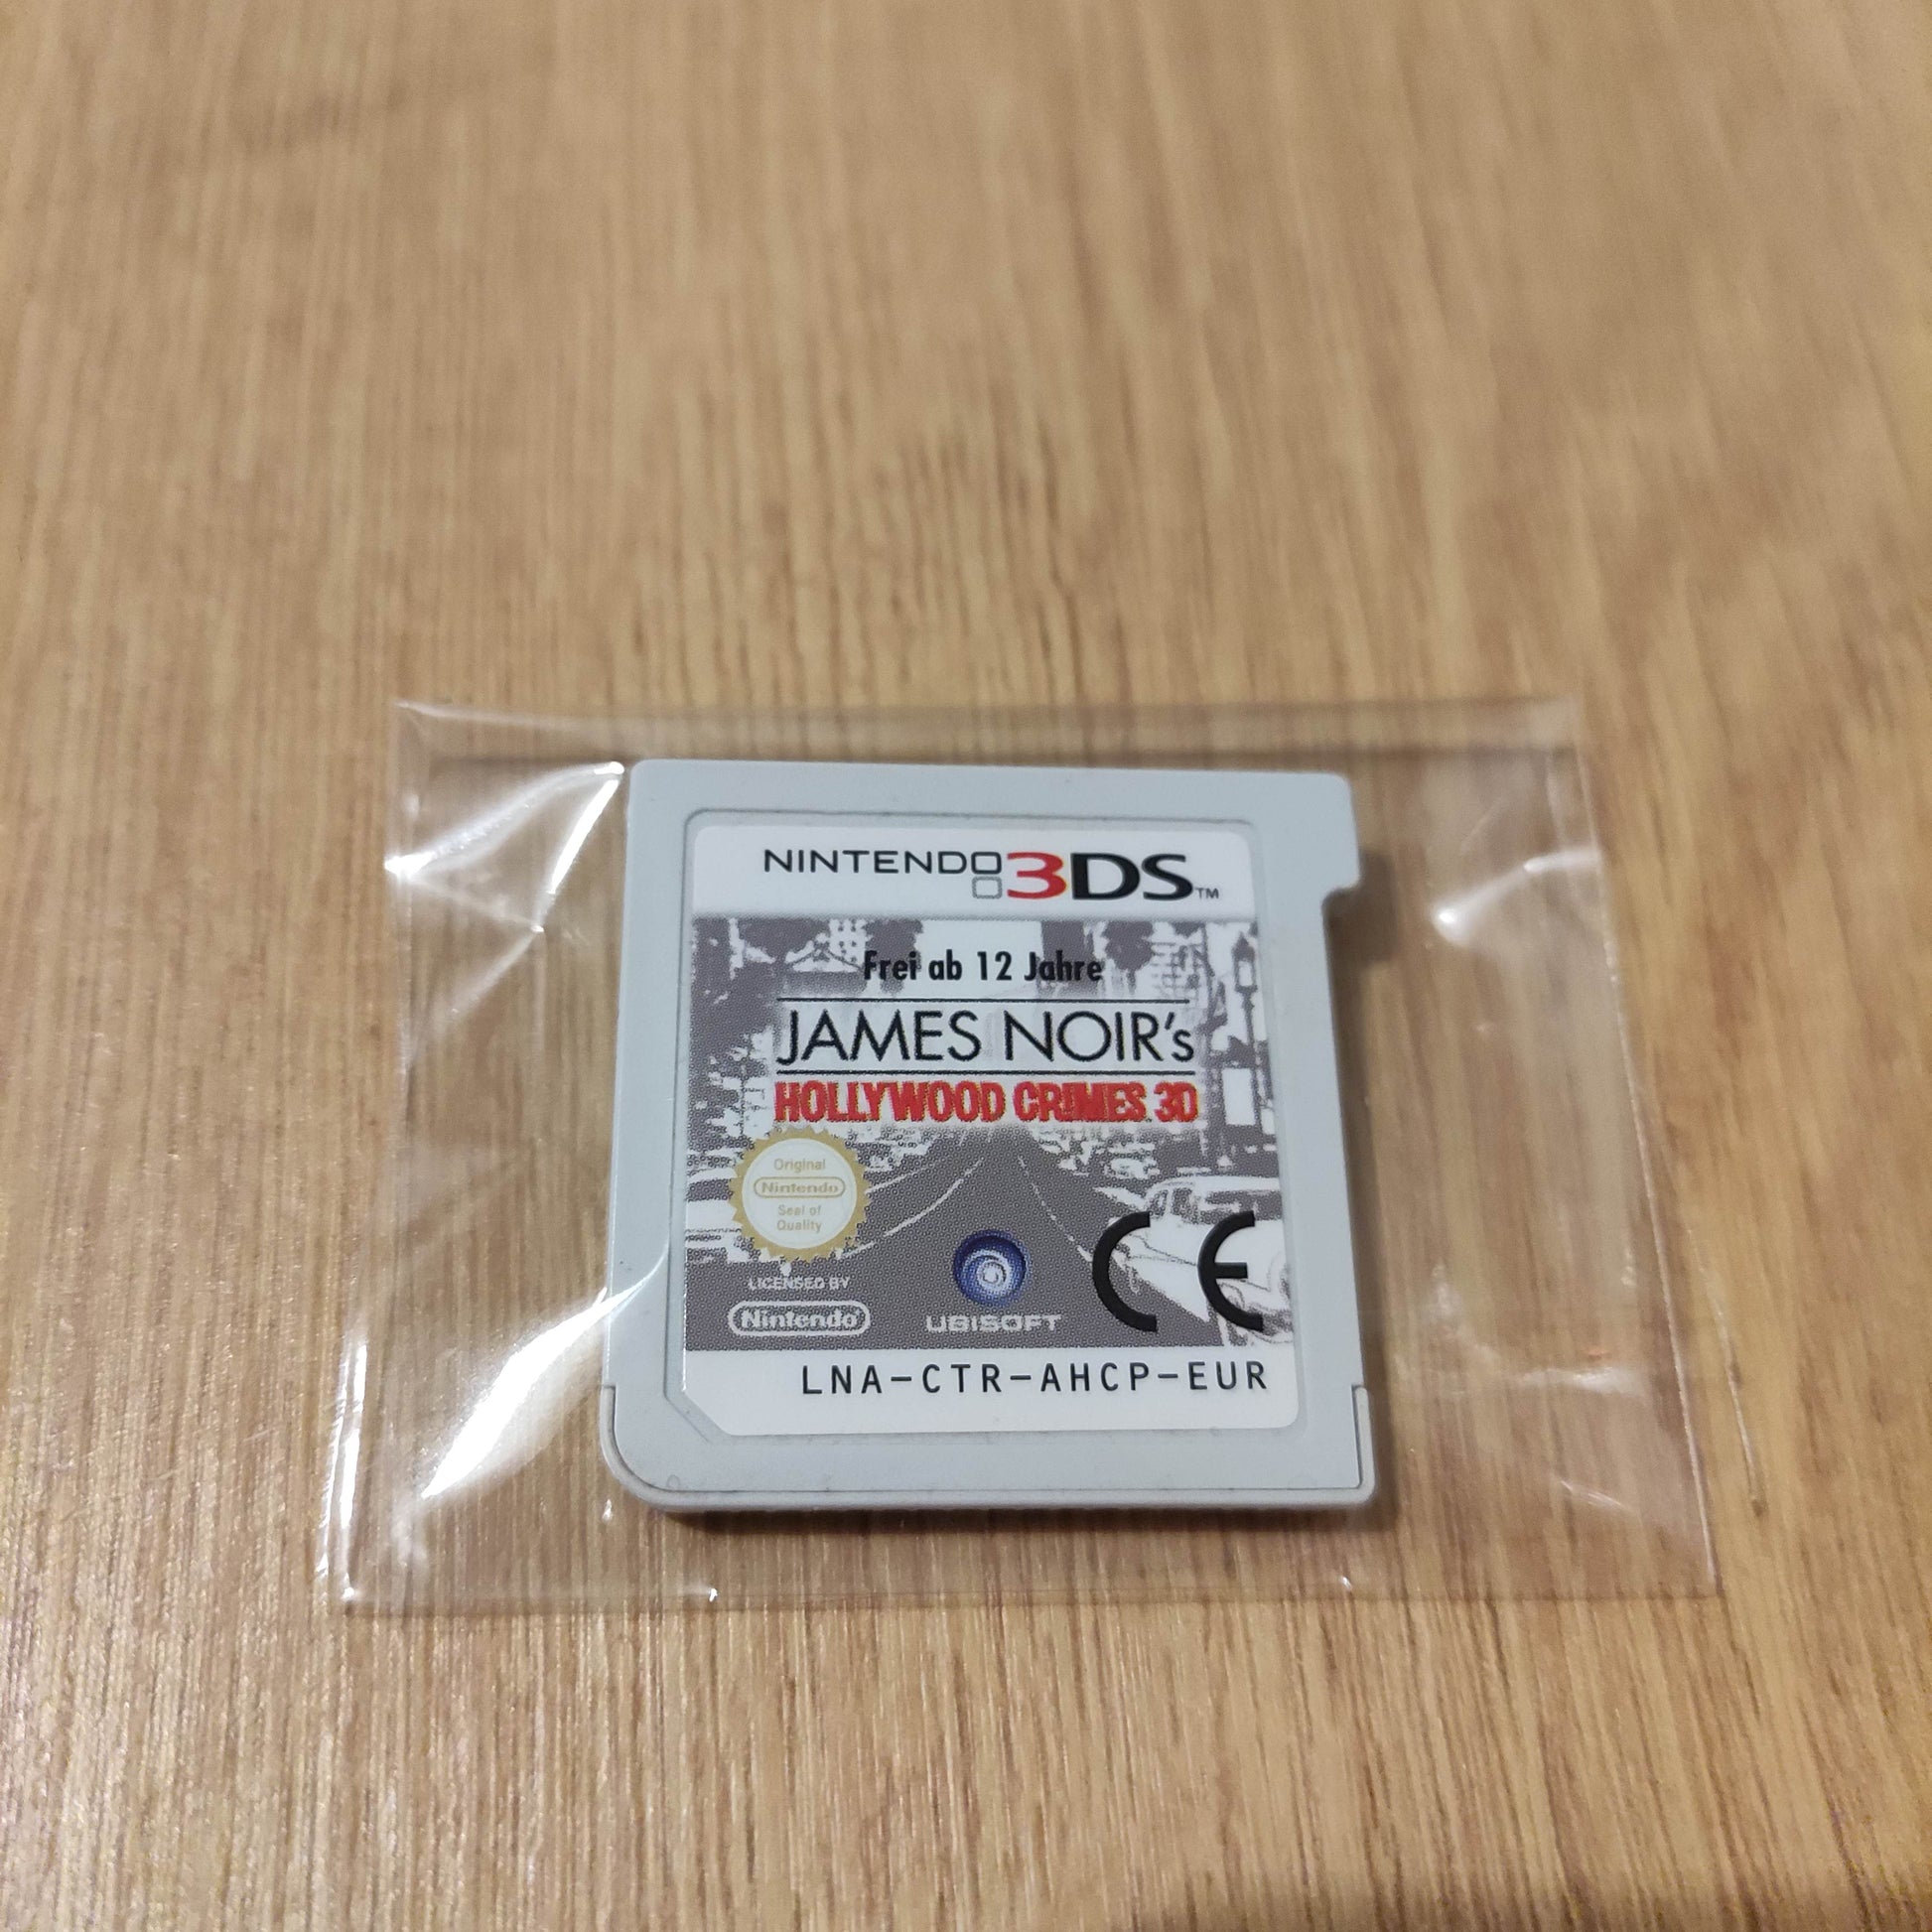 NINTENDO 3DS™
Frei ab 12 Jahre
JAMES NOIR's
HOLLYWOOD CRIMES 3D
Original
Nintendo
Seal of
Quality
LICENSED BY
Nintendo
UBISOFT
CE
LNA-CTR-AHCP-EUR